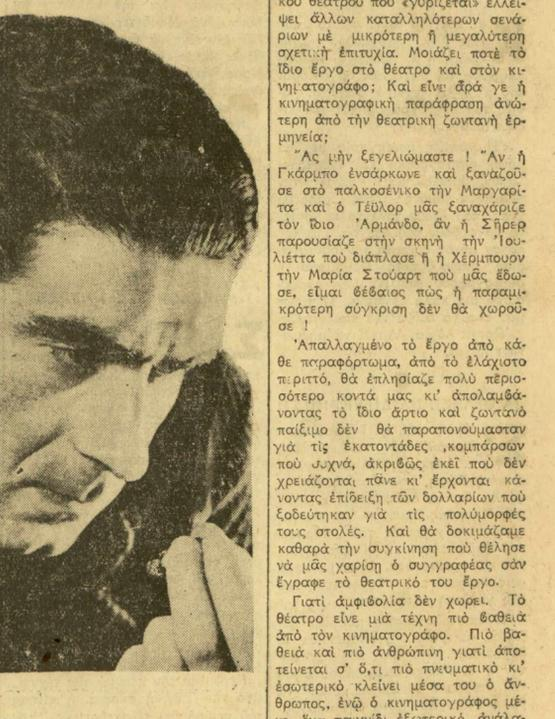 κοῦ θεάτρου ποὺ «γυρίζεται» ἐλλεί-
ψει ἄλλων καταλληλότερων σενά-
ριων μὲ μικρότερη ἢ μεγαλύτερη
σχετικὴ ἐπιτυχία. Μοιάζει ποτὲ τὸ
ἴδιο ἔργο στὸ θέατρο καὶ στὸν κι-
νηματογράφο; Καὶ εἶνε ἆρά γε ἡ
κινηματογραφικὴ παράφραση ἀνώ-
τερη ἀπὸ τὴν θεατρικὴ ζωντανὴ ἑρ-
μηνεία;
Ἂς μὴν ξεγελιώμαστε ! Ἂν ἡ
Γκάρμπο ἐνσάρκωνε καὶ ξαναζοῦ-
σε στὸ παλκοσένικο τὴν Μαργαρί-
τα καὶ ὁ Τέϋλορ μᾶς ξαναχάριζε
τὸν ἴδιο Ἀρμάνδο, ἂν ἡ Σῆρερ
παρουσίαζε στὴν σκηνὴ τὴν Ἰου-
λιέττα ποὺ διάπλασε ἢ ἡ Χέρμπουρν
τὴν Μαρία Στούαρτ ποὺ μᾶς ἔδω-
σε, εἶμαι βέβαιος πὼς ἡ παραμι-
κρότερη σύγκριση δὲν θὰ χωροῦ-
σε !
Ἀπαλλαγμένο τὸ ἔργο ἀπὸ κά-
θε παραφόρτωμα, ἀπὸ τὸ ἐλάχιστο
περιττό, θὰ ἐπλησίαζε πολὺ περισ-
σότερο κοντά μας κι' ἀπολαμβά-
νοντας τὸ ἴδιο ἄρτιο καὶ ζωντανὸ
παίξιμο δὲν θὰ παραπονούμασταν
γιὰ τὶς ἑκατοντάδες κομπάρσων
ποὺ συχνά, ἀκριβῶς ἐκεῖ ποὺ δὲν
χρειάζονται πᾶνε κι' ἔρχονται κά-
νοντας ἐπίδειξη τῶν δολλαρίων ποὺ
ξοδεύτηκαν γιὰ τὶς πολύμορφές
τους στολές. Καὶ θὰ δοκιμάζαμε
καθαρὰ τὴν συγκίνηση ποὺ θέλησε
νὰ μᾶς χαρίσῃ ὁ συγγραφέας σὰν
ἔγραφε τὸ θεατρικό του ἔργο.
Γιατὶ ἀμφιβολία δὲν χωρεῖ. Τὸ
θέατρο εἶνε μιὰ τέχνη πιὸ βαθειὰ
ἀπὸ τὸν κινηματογράφο. Πιὸ βα-
θειὰ καὶ πιὸ ἀνθρώπινη γιατὶ ἀπο-
τείνεται σ' ὅ,τι πιὸ πνευματικὸ κι'
ἐσωτερικὸ κλείνει μέσα του ὁ ἄν-
θρωπος, ἐνῷ ὁ κινηματογράφος μέ-